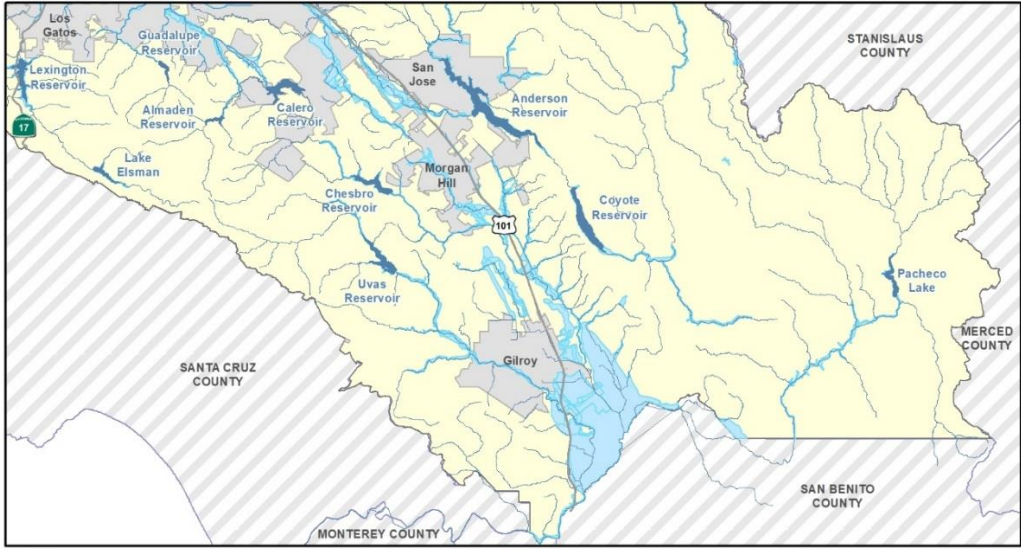 Los
Gatos
Guadalupe
Reservoir
STANISLAUS
COUNTY
Lexington
Reservoir
San
Jose
Anderson
Reservoir
Almaden
Reservoir
Calero
Reservoir
17
Lake
Elsman
Morgan
Hill
Chesbro
Reservoir
Coyote
Reservoir
101
Uvas
Reservoir
Pacheco
Lake
MERCED
COUNTY
Gilroy
SANTA CRUZ
COUNTY
SAN BENITO
COUNTY
MONTEREY COUNTY